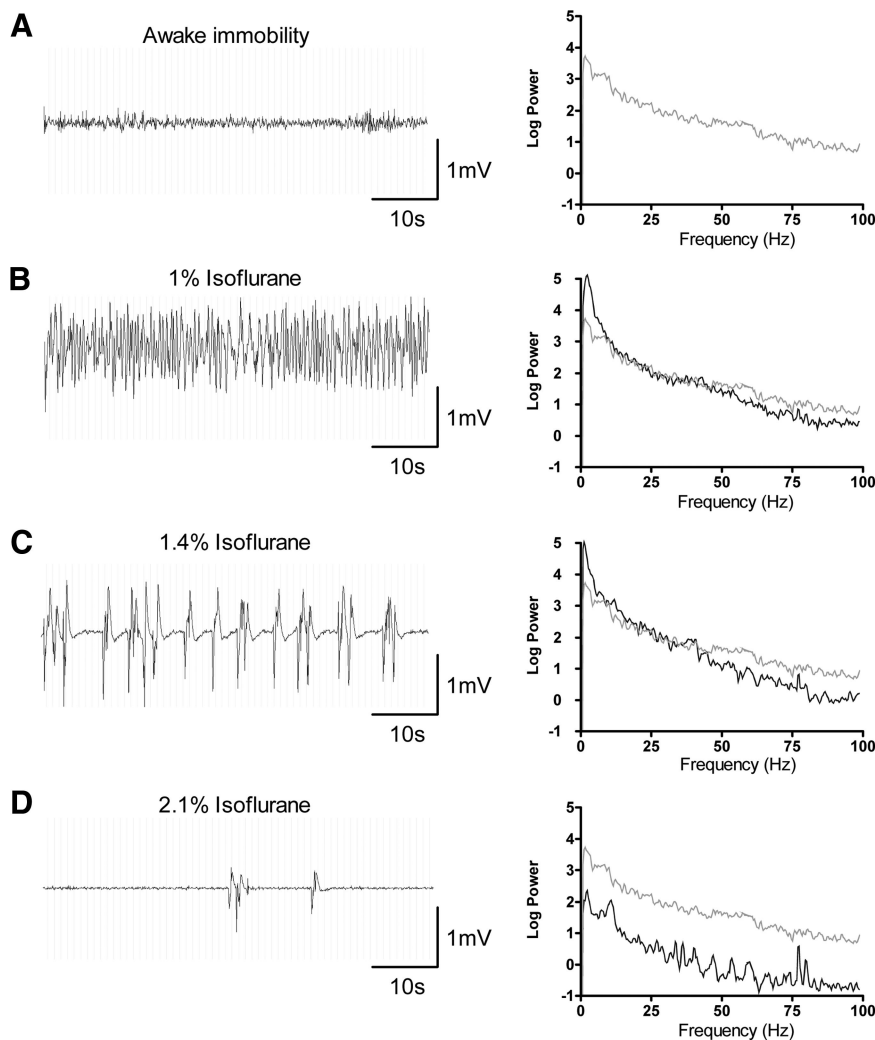 A
Awake immobility
1mV
10s
5
4
3
2
1
0
-1
Log Power
0 25 50 75 100
Frequency (Hz)
B
1% Isoflurane
1mV
10s
5
4
3
2
1
0
-1
Log Power
0 25 50 75 100
Frequency (Hz)
C
1.4% Isoflurane
1mV
10s
5
4
3
2
1
0
-1
Log Power
0 25 50 75 100
Frequency (Hz)
D
2.1% Isoflurane
1mV
10s
5
4
3
2
1
0
-1
Log Power
0 25 50 75 100
Frequency (Hz)